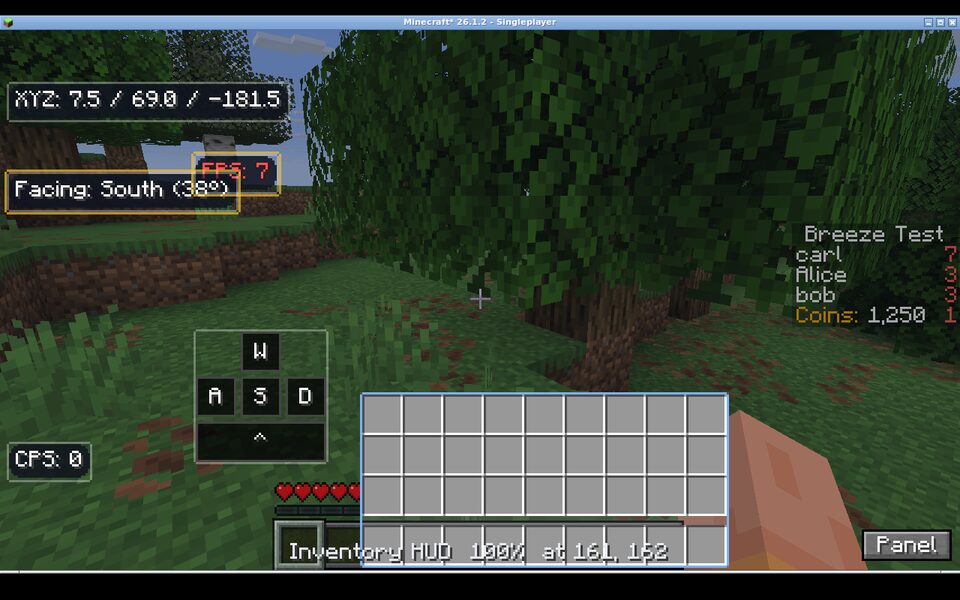 Minecraft* 26.1.2 - Singleplayer
XYZ: 7.5 / 69.0 / -181.5
FPS: 7
Facing: South (38°)
Breeze Test
carl 7
Alice 3
bob 3
Coins: 1,250 1
W
A S D
^
CPS: 0
Inventory HUD 100% at 161, 162
Panel